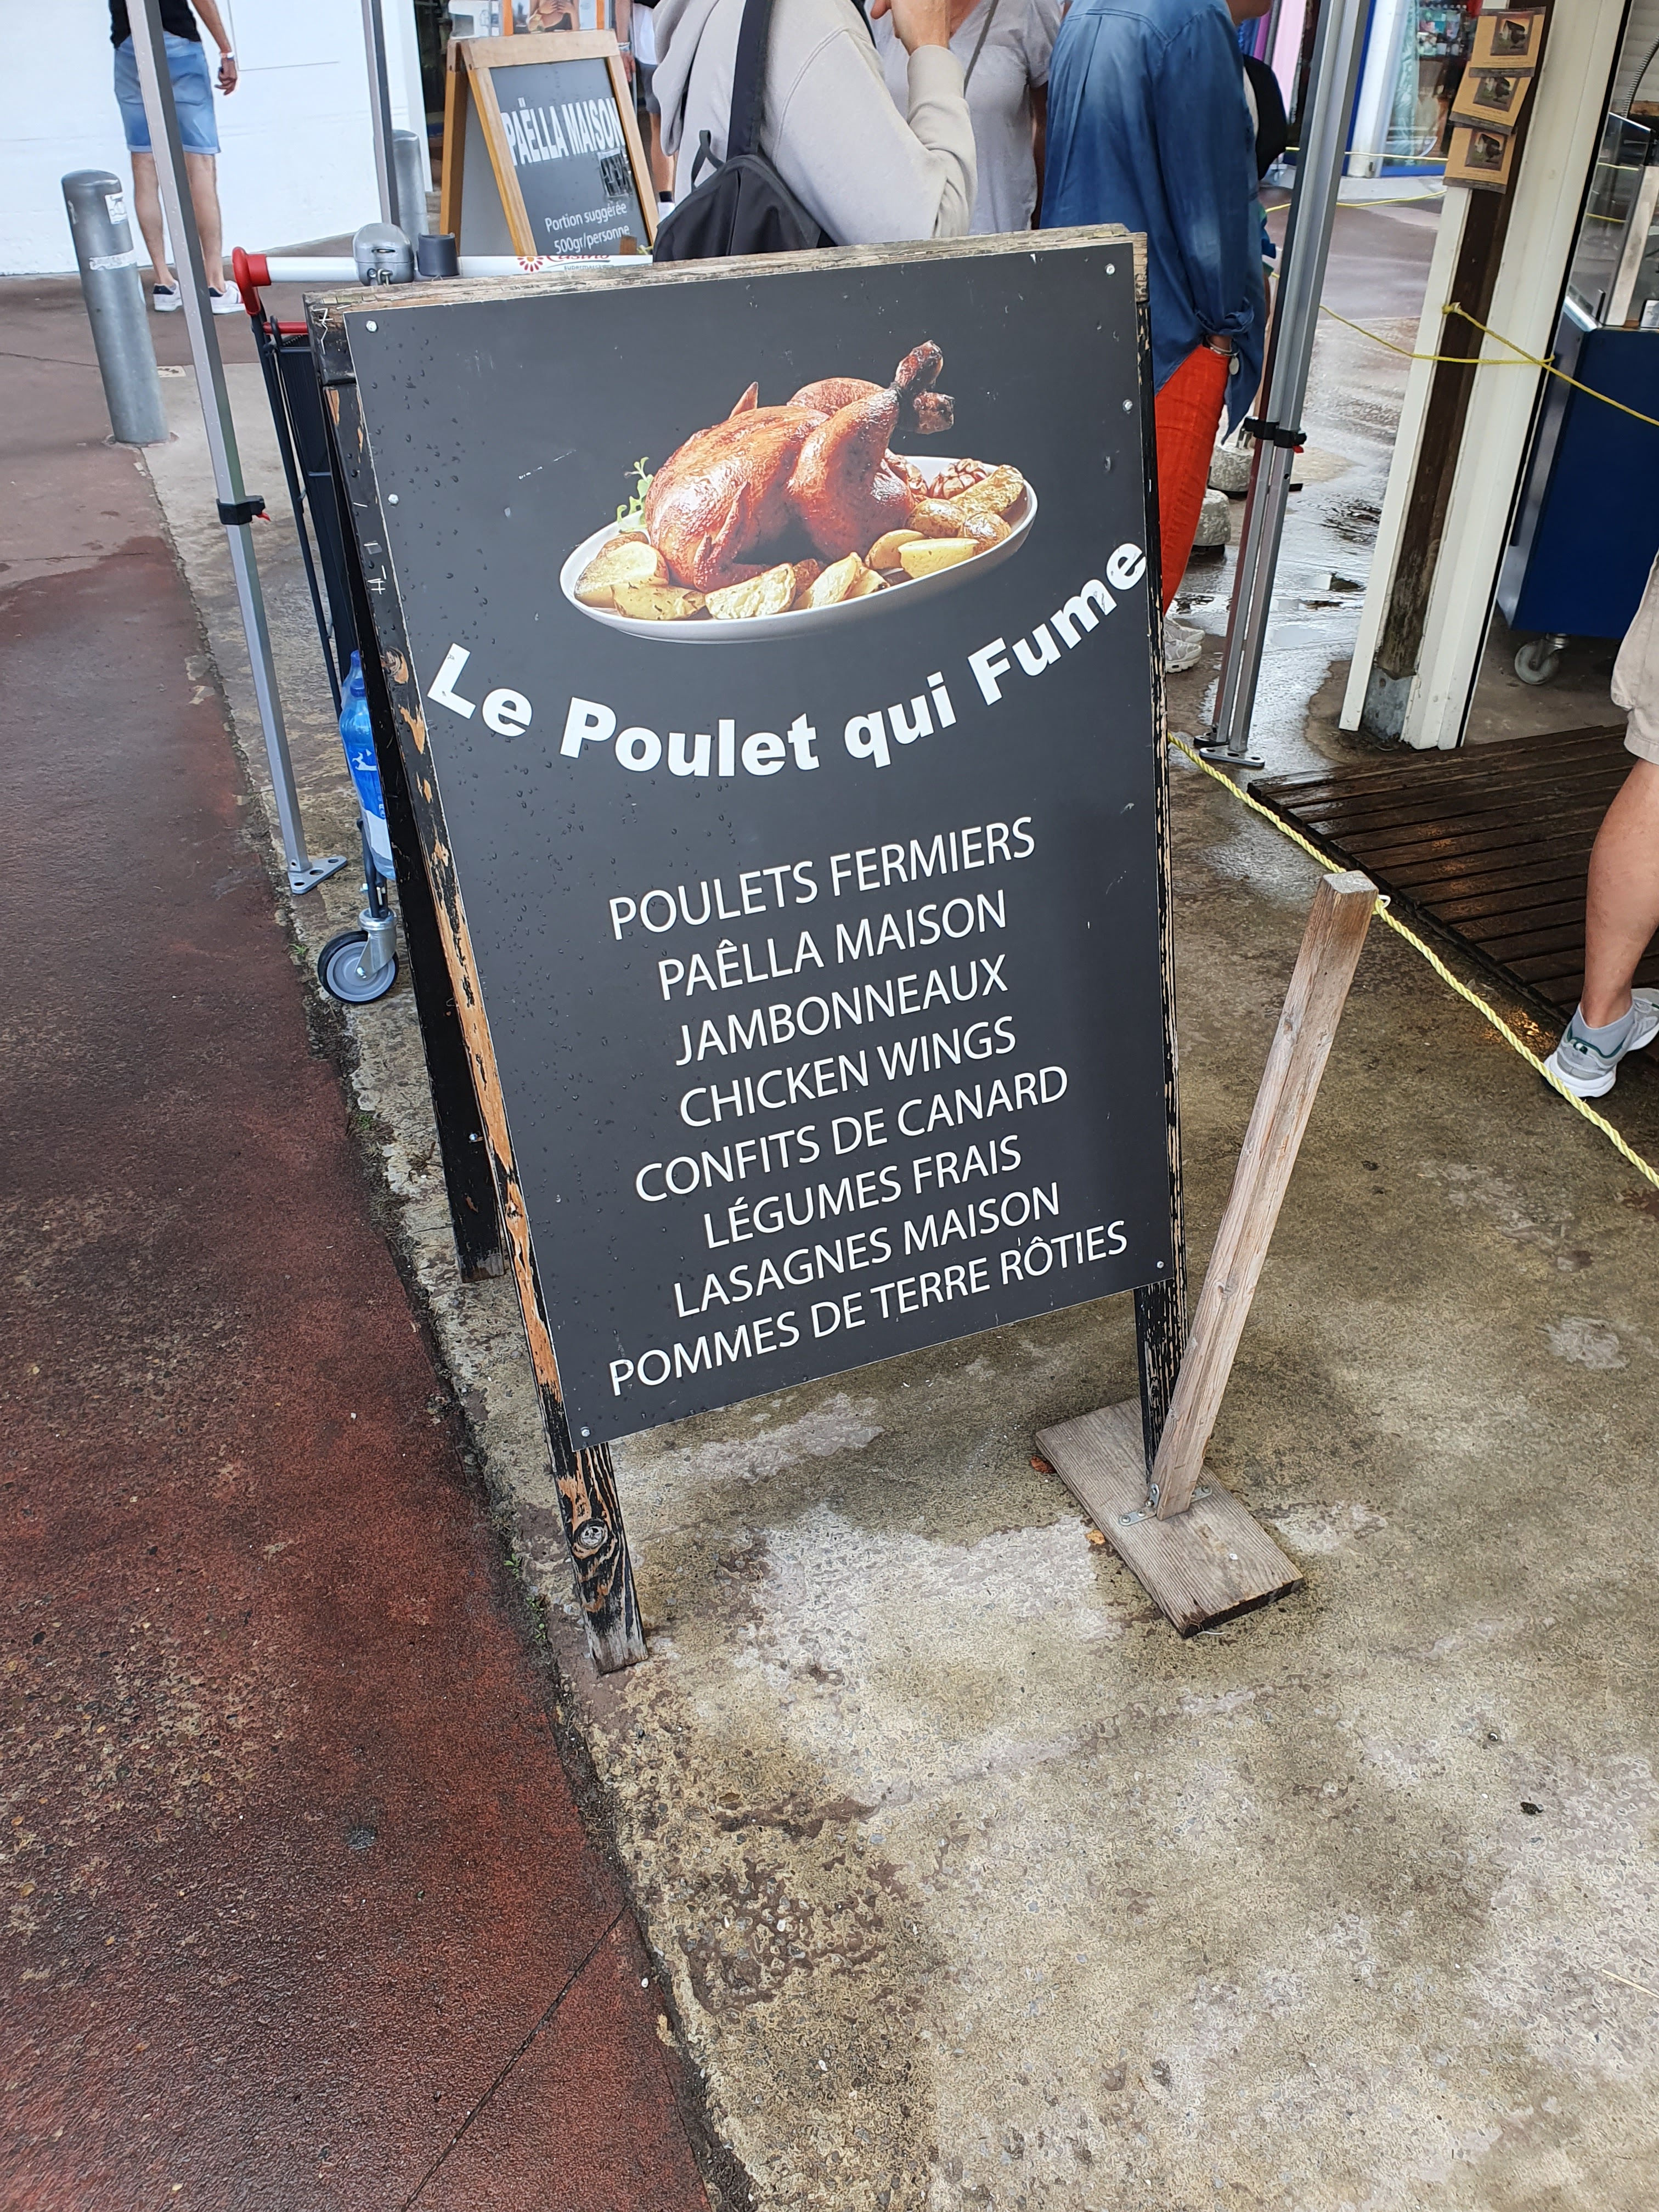 PAËLLA MAISON
Portion suggérée
500gr/personne
Casino
Le Poulet qui Fume
POULETS FERMIERS
PAÊLLA MAISON
JAMBONNEAUX
CHICKEN WINGS
CONFITS DE CANARD
LÉGUMES FRAIS
LASAGNES MAISON
POMMES DE TERRE RÔTIES